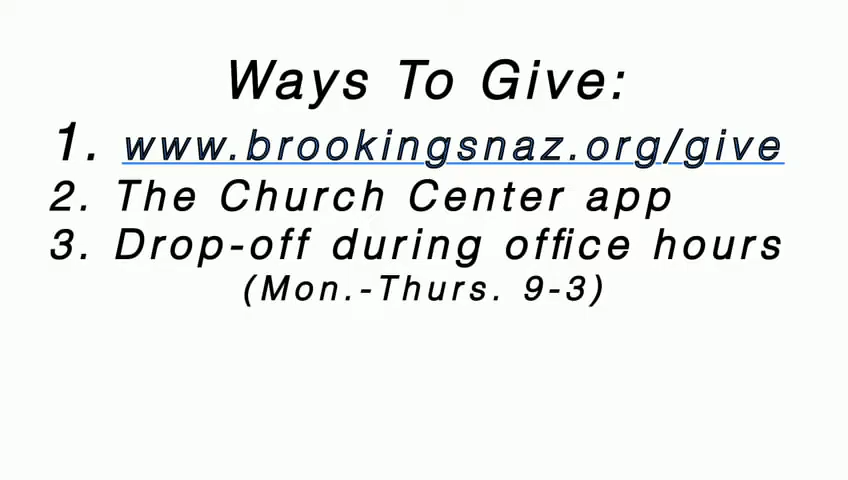 Ways To Give:
1. www.brookingsnaz.org/give
2. The Church Center app
3. Drop-off during office hours
(Mon.-Thurs. 9-3)